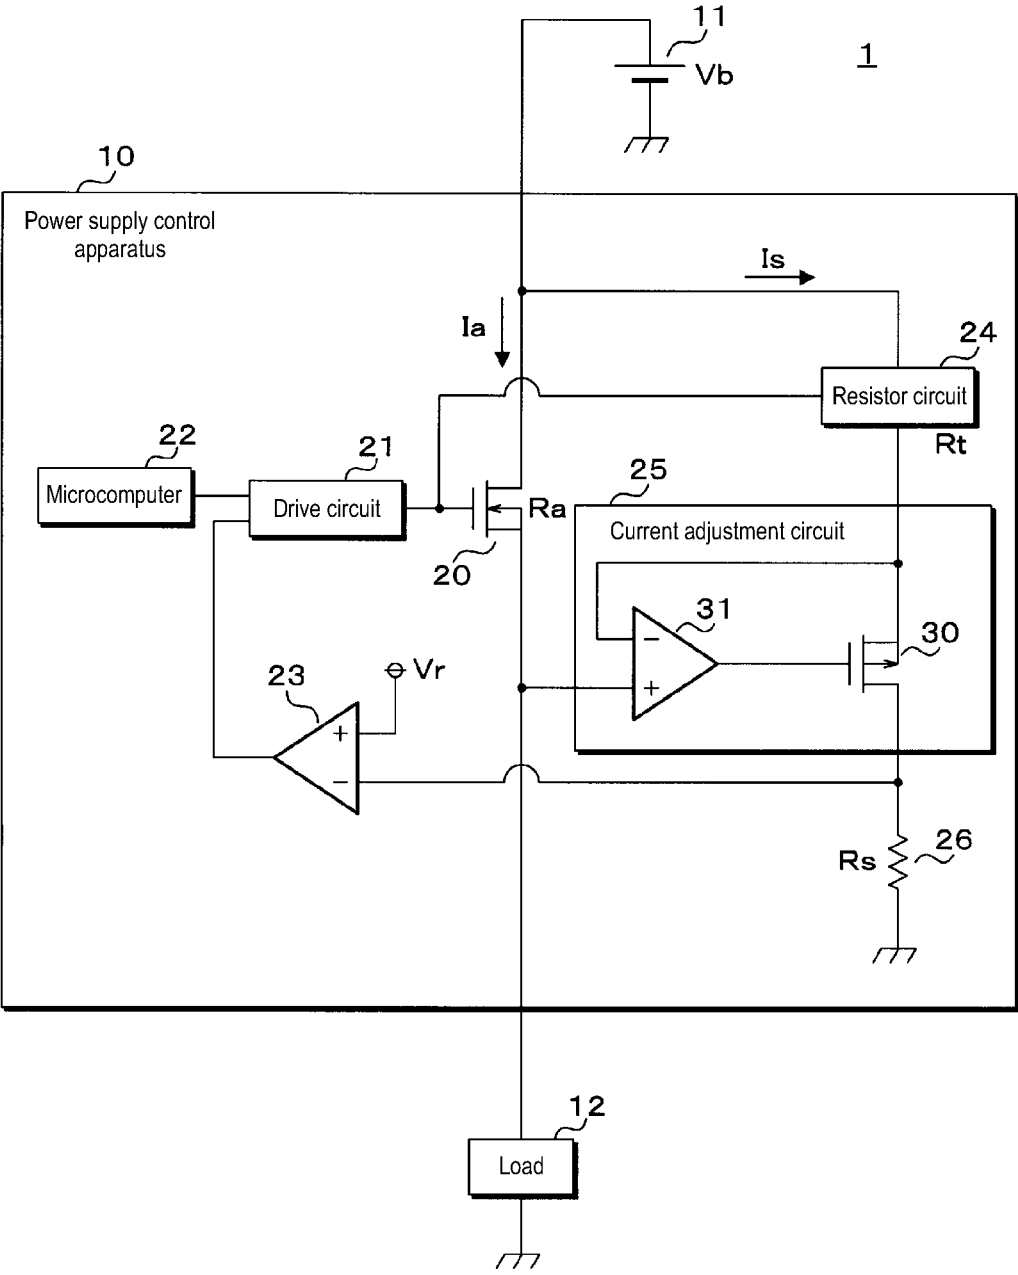 11
1
Vb
10
Power supply control
apparatus
Is
Ia
24
Resistor circuit
Rt
22
Microcomputer
21
Drive circuit
25
Ra
20
Current adjustment circuit
31
−
+
30
23
Vr
+
−
Rs
26
12
Load